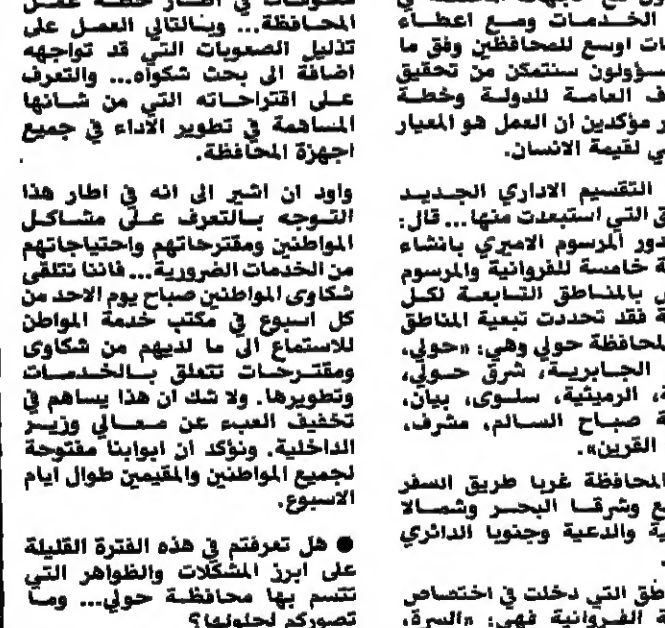 الخدمات ومع اعطاء
اوسع للمحافظين وفق ما
سنتمكن من تحقيق
العامة للدولة وخطة
مؤكدين ان العمل هو المعيار
لقيمة الانسان.
التقسيم الاداري الجديد
التي استبعدت منها... قال:
المرسوم الاميري بانشاء
خامسة للفروانية والمرسوم
بالمناطق التابعة لكل
فقد تحددت تبعية المناطق
لمحافظة حولي وهي: «حولي،
الجابرية، شرق حولي،
الرميثية، سلوى، بيان،
صباح السالم، مشرف،
القرين».
المحافظة غربا طريق السفر
وشرقا البحر وشمالا
والدعية وجنوبا الدائري
التي دخلت في اختصاص
الفروانية فهي: «السرة،
المحافظة... وبالتالي العمل على
تذليل الصعوبات التي قد تواجهه
اضافة الى بحث شكواه... والتعرف
على اقتراحاته التي من شانها
المساهمة في تطوير الأداء في جميع
اجهزة المحافظة.
واود ان اشير الى انه في اطار هذا
التوجه بالتعرف على مشاكل
المواطنين ومقترحاتهم واحتياجاتهم
من الخدمات الضرورية... فاننا نتلقى
شكاوى المواطنين صباح يوم الاحد من
كل اسبوع في مكتب خدمة المواطن
للاستماع الى ما لديهم من شكاوى
ومقترحات تتعلق بالخدمات
وتطويرها. ولا شك ان هذا يساهم في
تخفيف العبء عن معالي وزير
الداخلية. ونؤكد ان ابوابنا مفتوحة
لجميع المواطنين والمقيمين طوال ايام
الاسبوع.
● هل تعرفتم في هذه الفترة القليلة
على ابرز المشكلات والظواهر التي
تتسم بها محافظة حولي... وما
تصوركم لحلولها؟